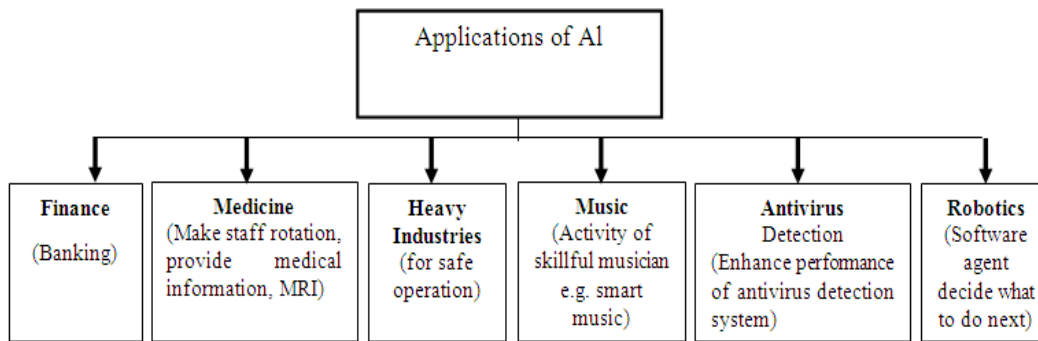 Applications of Al
Finance
(Banking)
Medicine
(Make staff rotation,
provide medical
information, MRI)
Heavy
Industries
(for safe
operation)
Music
(Activity of
skillful musician
e.g. smart
music)
Antivirus
Detection
(Enhance performance
of antivirus detection
system)
Robotics
(Software
agent
decide what
to do next)